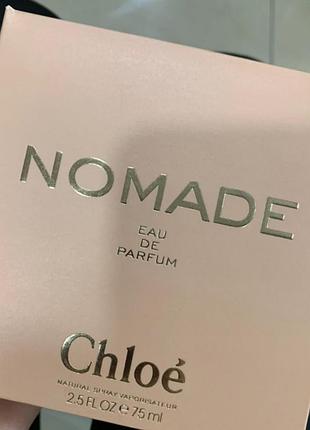 NOMADE
EAU
DE
PARFUM
Chloé
NATURAL SPRAY VAPORISATEUR
2.5 FL OZ e 75 ml